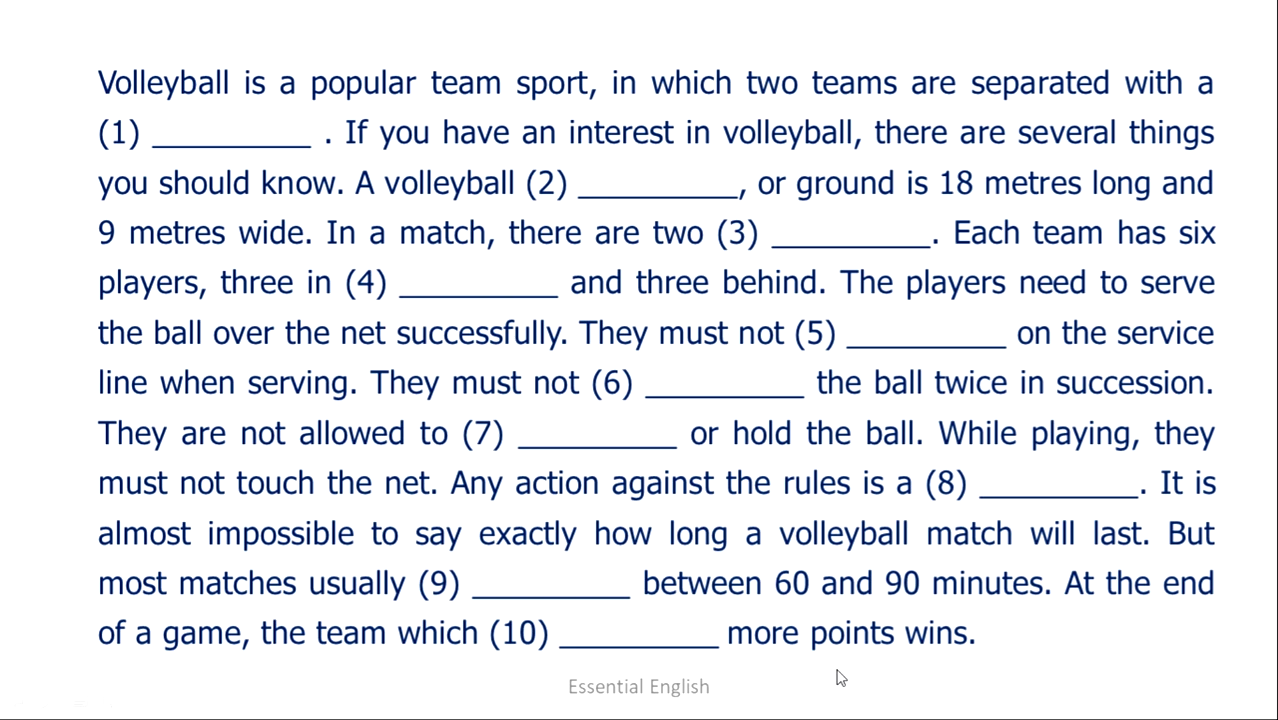 Volleyball is a popular team sport, in which two teams are separated with a
(1) __________ . If you have an interest in volleyball, there are several things
you should know. A volleyball (2) __________, or ground is 18 metres long and
9 metres wide. In a match, there are two (3) __________. Each team has six
players, three in (4) __________ and three behind. The players need to serve
the ball over the net successfully. They must not (5) __________ on the service
line when serving. They must not (6) __________ the ball twice in succession.
They are not allowed to (7) __________ or hold the ball. While playing, they
must not touch the net. Any action against the rules is a (8) __________. It is
almost impossible to say exactly how long a volleyball match will last. But
most matches usually (9) __________ between 60 and 90 minutes. At the end
of a game, the team which (10) __________ more points wins.
Essential English